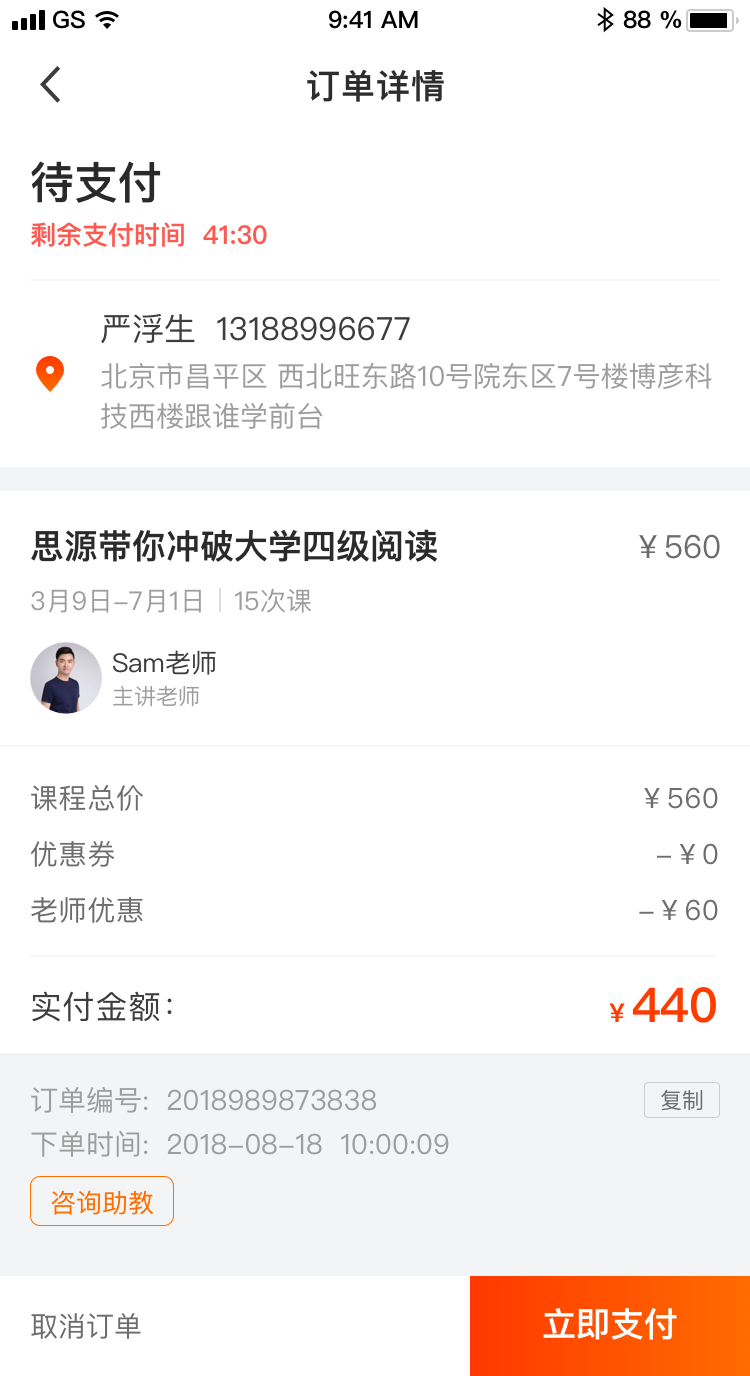 GS 9:41 AM 88 %
订单详情
待支付
剩余支付时间 41:30
严浮生 13188996677
北京市昌平区 西北旺东路10号院东区7号楼博彦科
技西楼跟谁学前台
思源带你冲破大学四级阅读 ¥ 560
3月9日–7月1日 15次课
Sam老师
主讲老师
课程总价 ¥ 560
优惠券 – ¥ 0
老师优惠 – ¥ 60
实付金额: ¥ 440
订单编号: 2018989873838 复制
下单时间: 2018–08–18 10:00:09
咨询助教
取消订单 立即支付